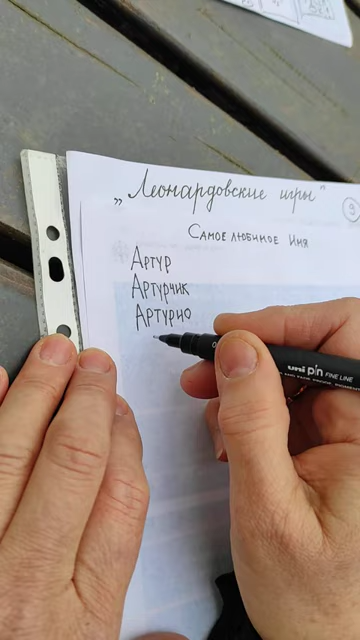 „Леонардовские игры"
9
Самое любимое имя
Артур
Артурчик
Артурио
uni pin FINE LINE